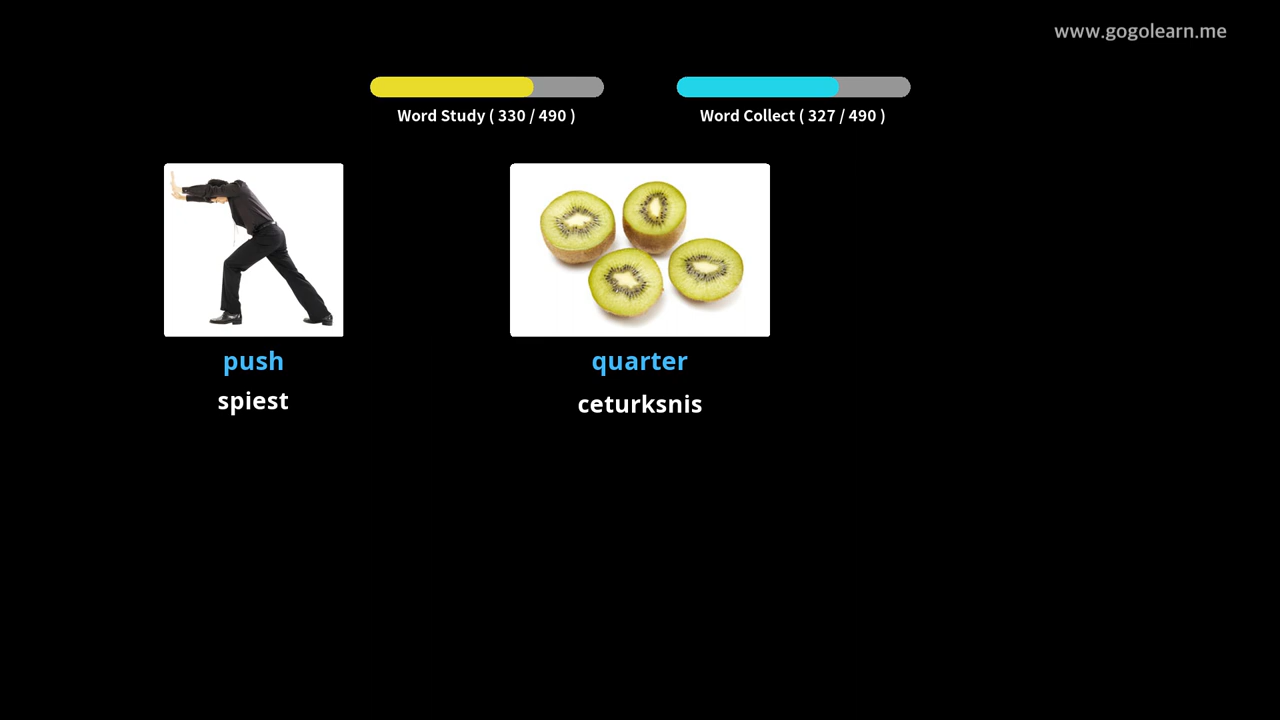 www.gogolearn.me
Word Study ( 330 / 490 )
Word Collect ( 327 / 490 )
push
spiest
quarter
ceturksnis